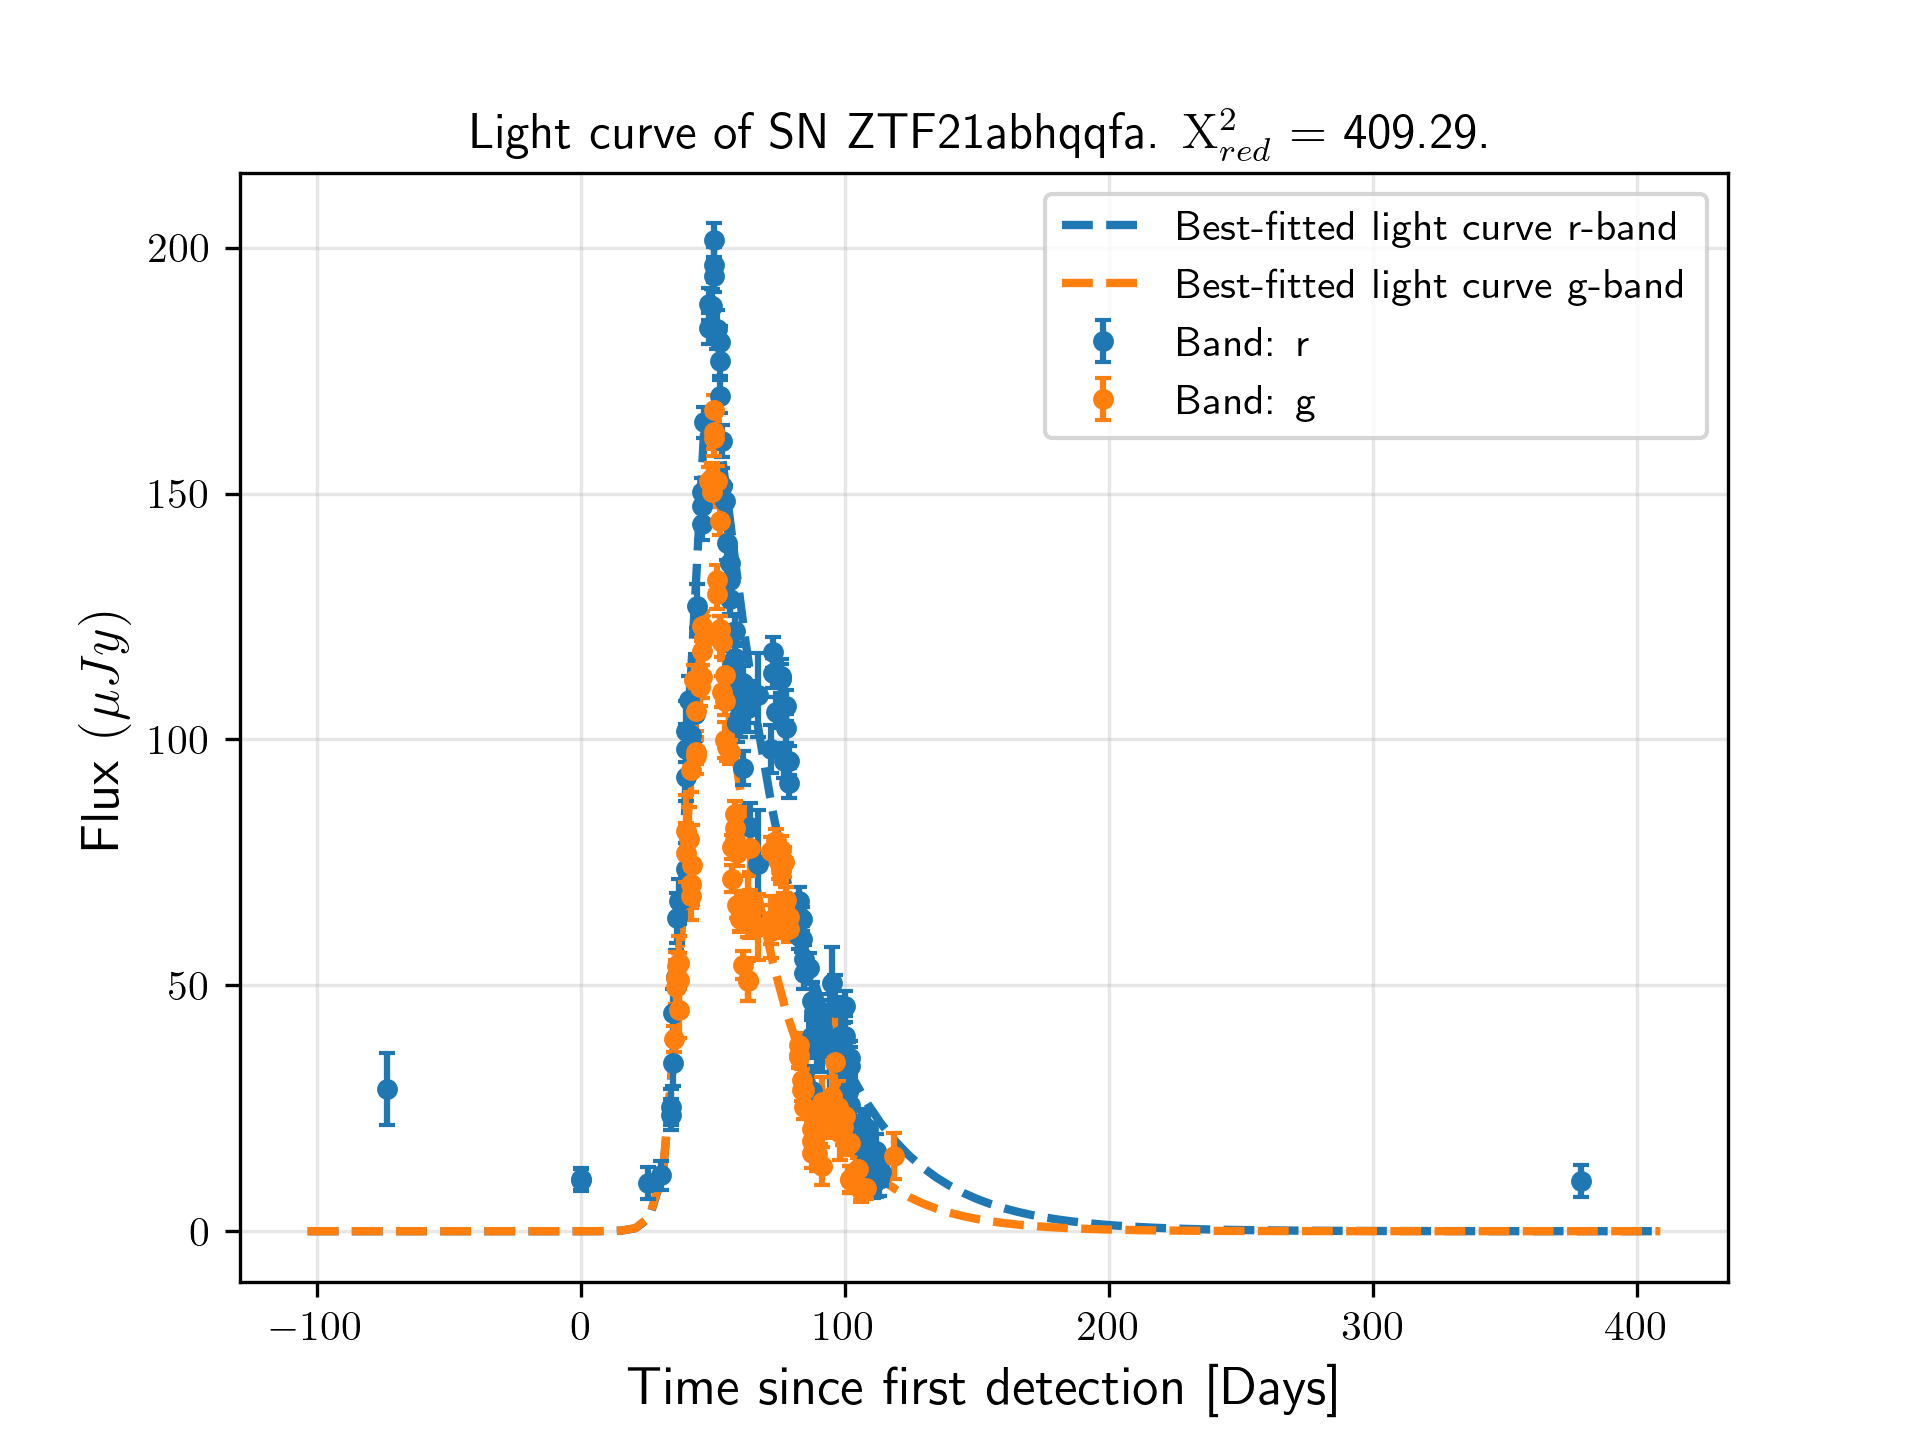 Light curve of SN ZTF21abhqqfa. X²red = 409.29.
Best-fitted light curve r-band
Best-fitted light curve g-band
Band: r
Band: g
200
150
100
50
0
Flux (μJy)
−100 0 100 200 300 400
Time since first detection [Days]